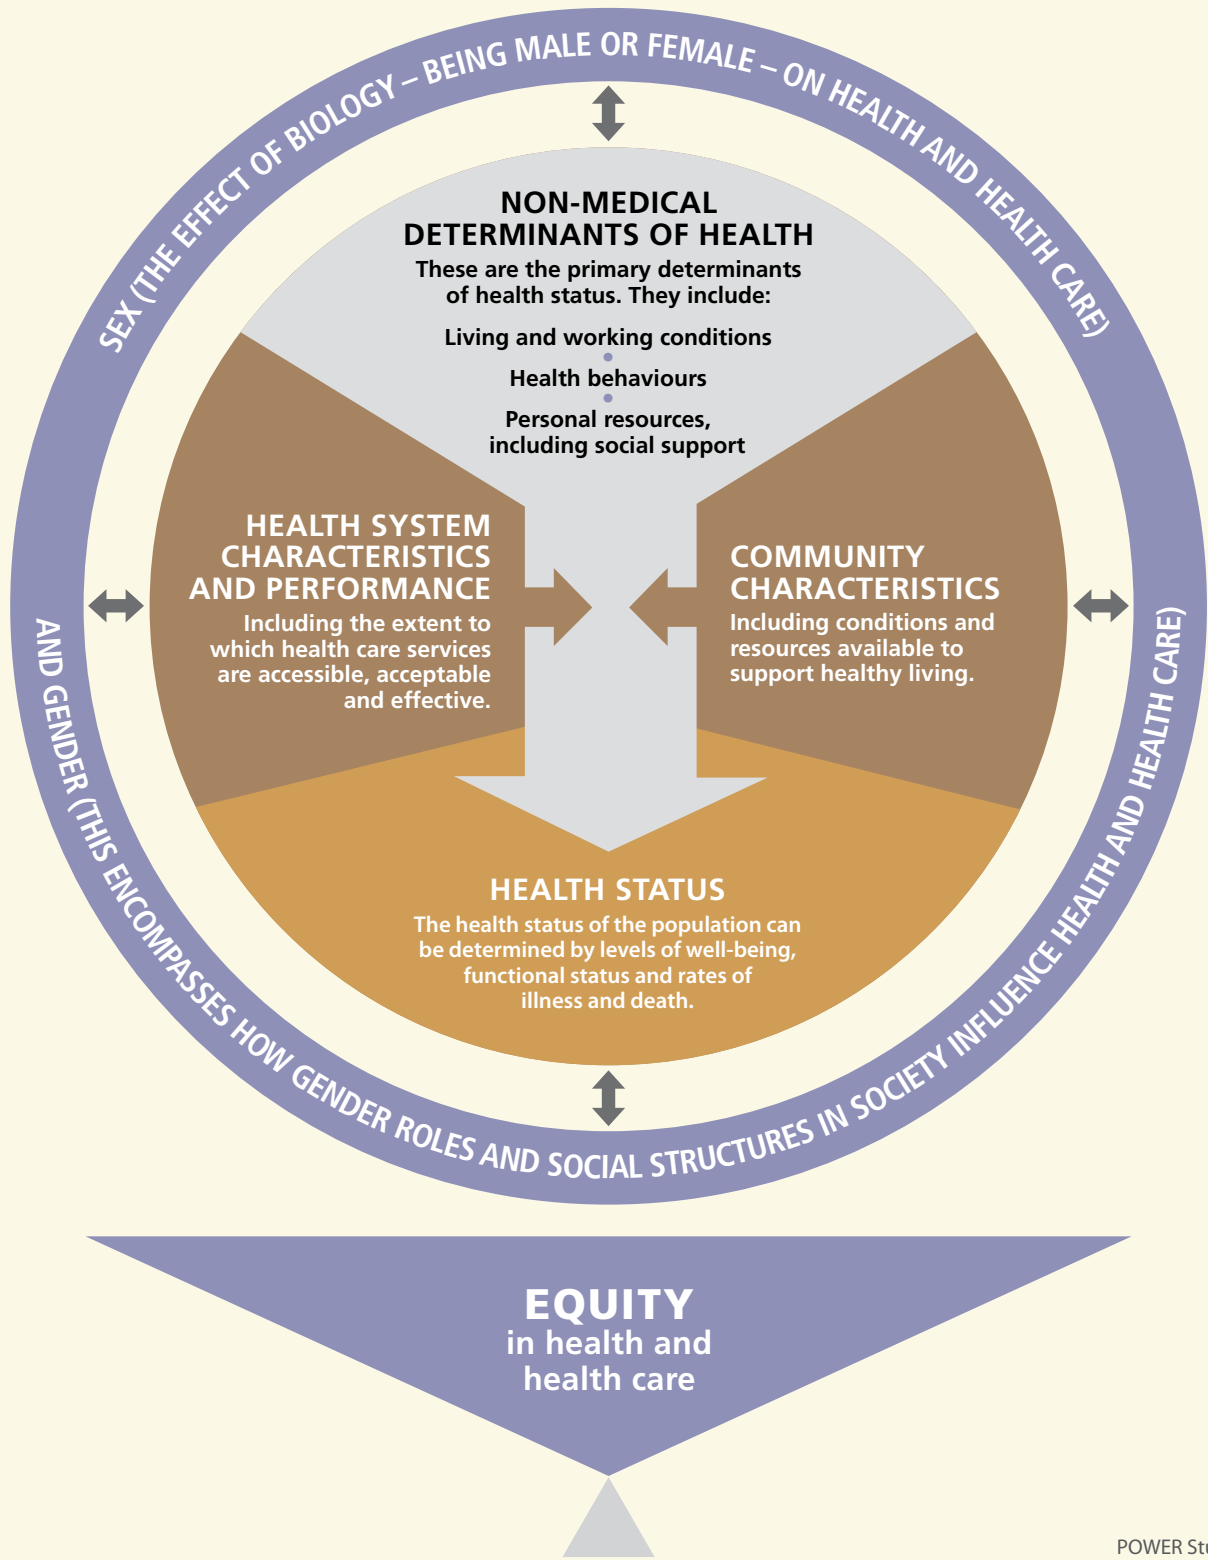 SEX (THE EFFECT OF BIOLOGY – BEING MALE OR FEMALE – ON HEALTH AND HEALTH CARE)
NON-MEDICAL
DETERMINANTS OF HEALTH
These are the primary determinants
of health status. They include:
Living and working conditions
Health behaviours
Personal resources,
including social support
HEALTH SYSTEM
CHARACTERISTICS
AND PERFORMANCE
Including the extent to
which health care services
are accessible, acceptable
and effective.
COMMUNITY
CHARACTERISTICS
Including conditions and
resources available to
support healthy living.
HEALTH STATUS
The health status of the population can
be determined by levels of well-being,
functional status and rates of
illness and death.
AND GENDER (THIS ENCOMPASSES HOW GENDER ROLES AND SOCIAL STRUCTURES IN SOCIETY INFLUENCE HEALTH AND HEALTH CARE)
EQUITY
in health and
health care
POWER